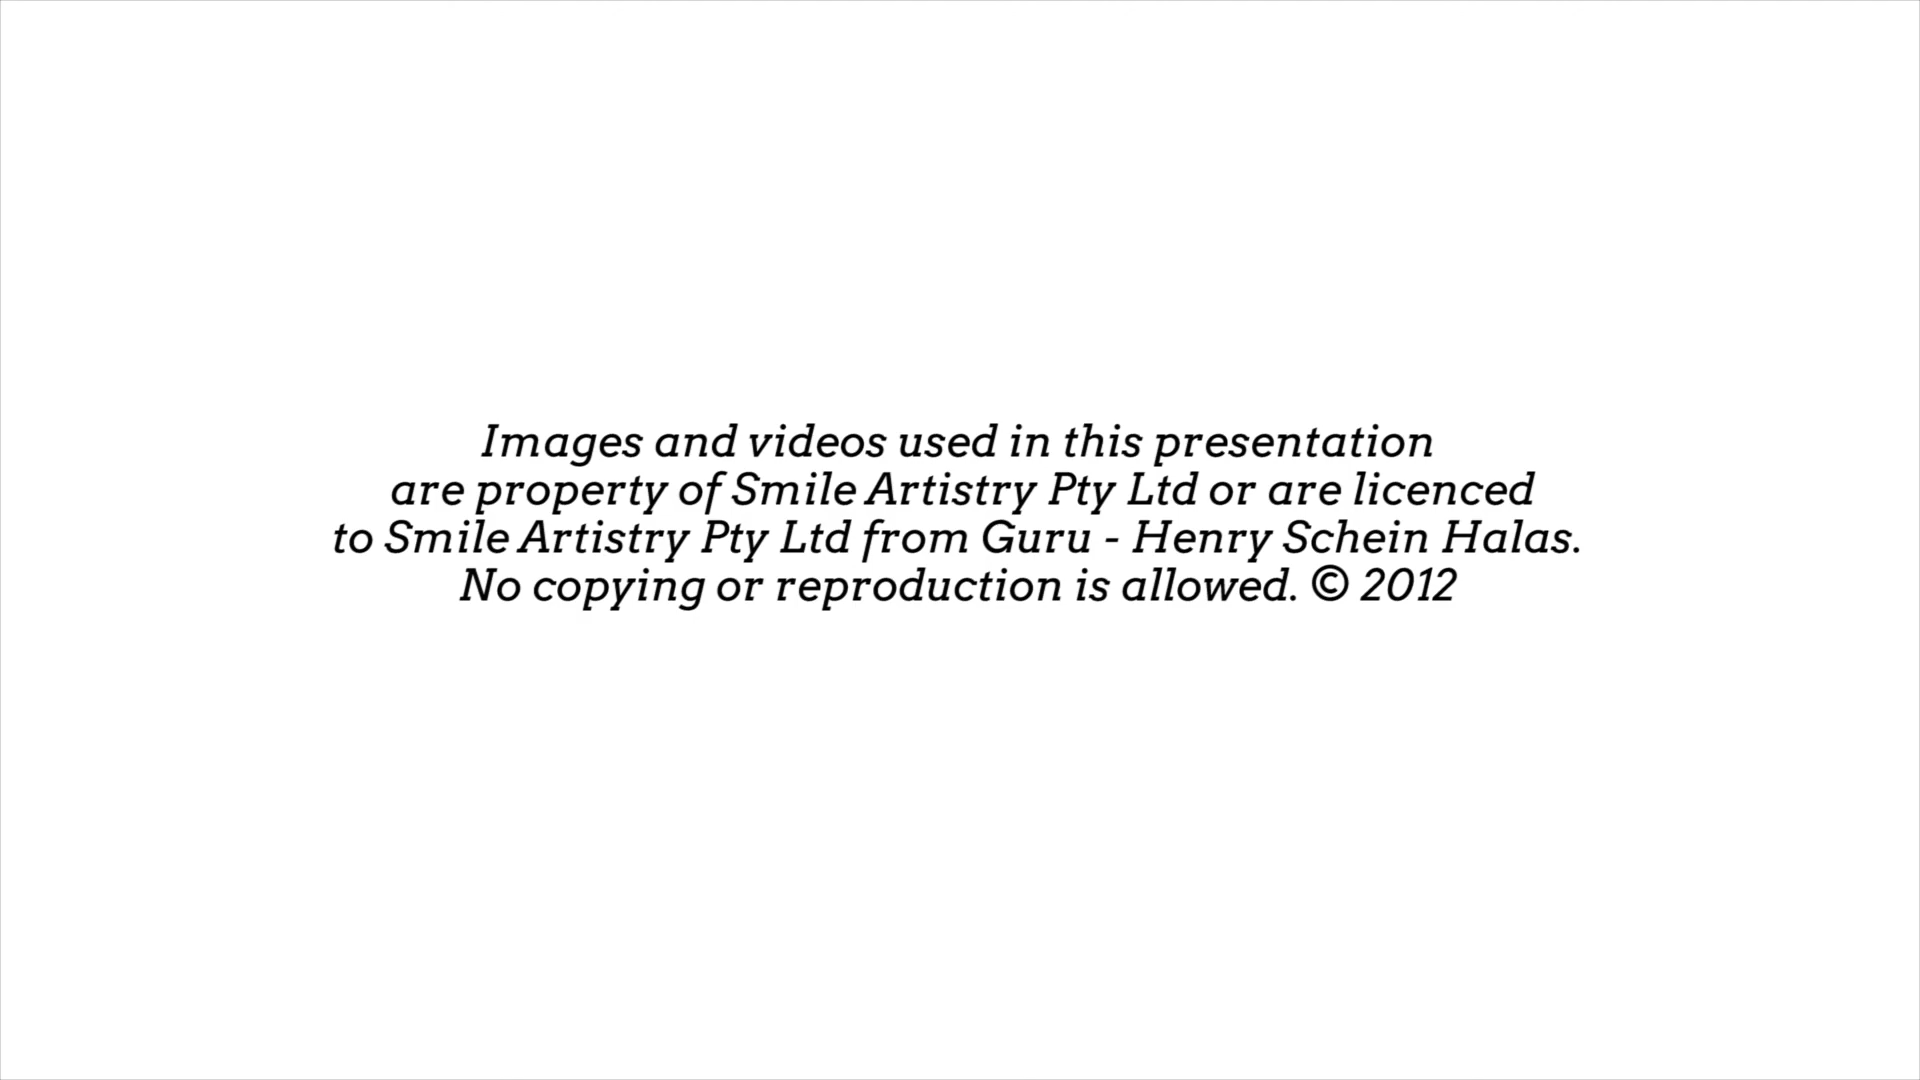 Images and videos used in this presentation
are property of Smile Artistry Pty Ltd or are licenced
to Smile Artistry Pty Ltd from Guru - Henry Schein Halas.
No copying or reproduction is allowed. © 2012